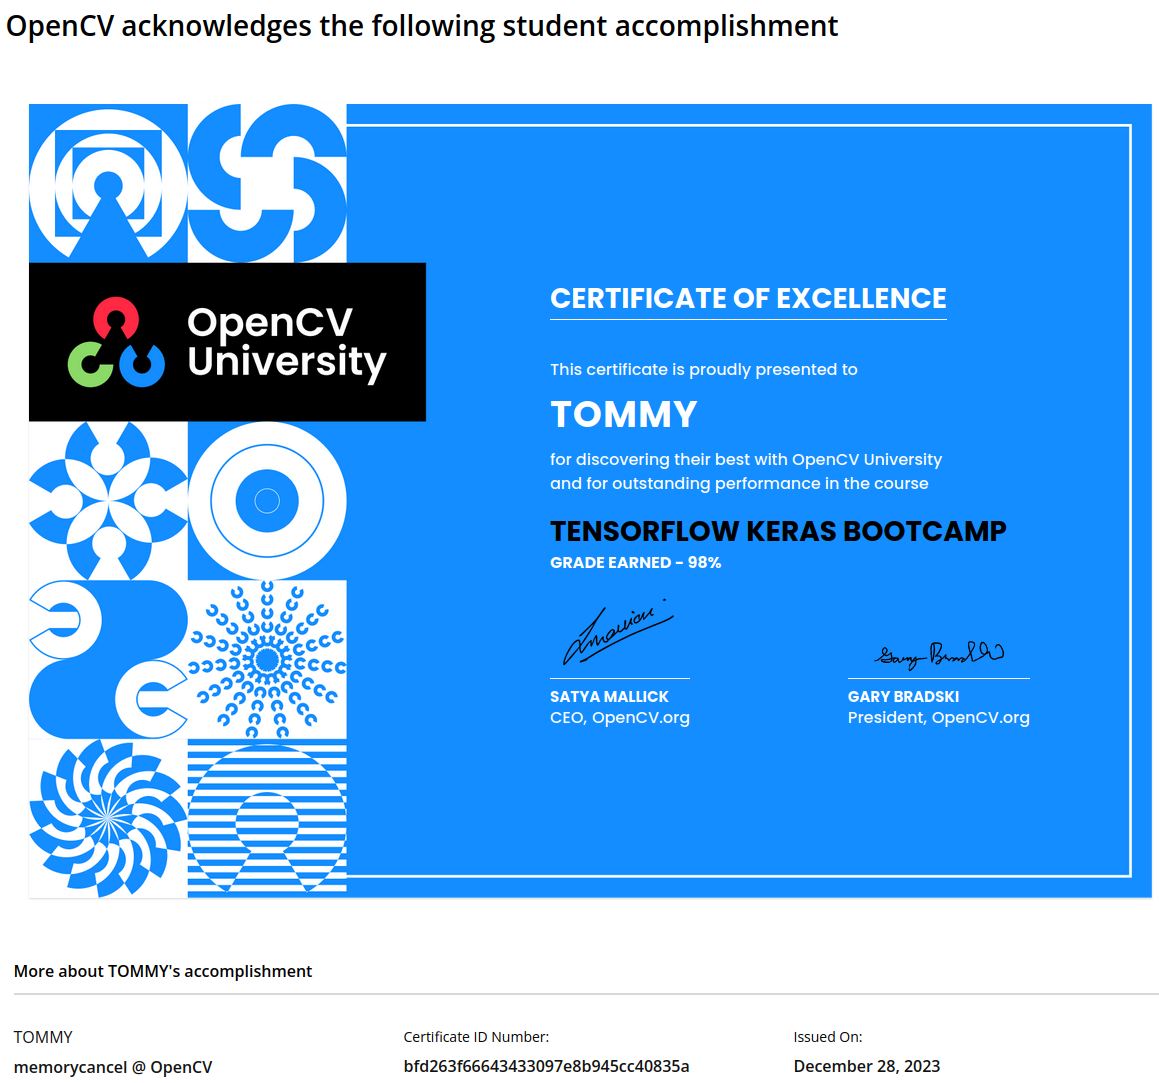 OpenCV acknowledges the following student accomplishment
OpenCV
University
CERTIFICATE OF EXCELLENCE
This certificate is proudly presented to
TOMMY
for discovering their best with OpenCV University
and for outstanding performance in the course
TENSORFLOW KERAS BOOTCAMP
GRADE EARNED - 98%
Gary Bradski
SATYA MALLICK
CEO, OpenCV.org
GARY BRADSKI
President, OpenCV.org
More about TOMMY's accomplishment
TOMMY
memorycancel @ OpenCV
Certificate ID Number:
bfd263f66643433097e8b945cc40835a
Issued On:
December 28, 2023